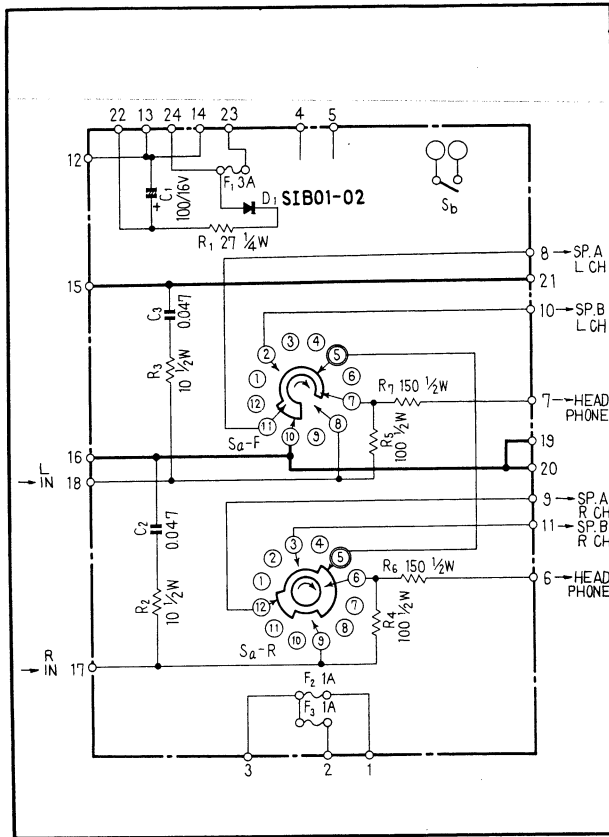 22 13 24 14 23 4 5
12
C₁
100/16V
+
F₁ 3A
D₁ SIB01-02
R₁ 27 ¼W
Sb
8 → SP.A
L CH
15
21
10 → SP.B
L CH
C₃
0.047
R₃
10 ½W
① ② ③ ④ ⑤ ⑥ ⑦ ⑧ ⑨ ⑩ ⑪ ⑫
R₇ 150 ½W
7 → HEAD
PHONE
R₅
100 ½W
Sa-F
19
16
20
L
→ IN 18
9 → SP.A
R CH
11 → SP.B
R CH
C₂
0.047
① ② ③ ④ ⑤ ⑥ ⑦ ⑧ ⑨ ⑩ ⑪ ⑫
R₆ 150 ½W
6 → HEAD
PHONE
R₂
10 ½W
R₄
100 ½W
Sa-R
R
→ IN 17
F₂ 1A
F₃ 1A
3 2 1